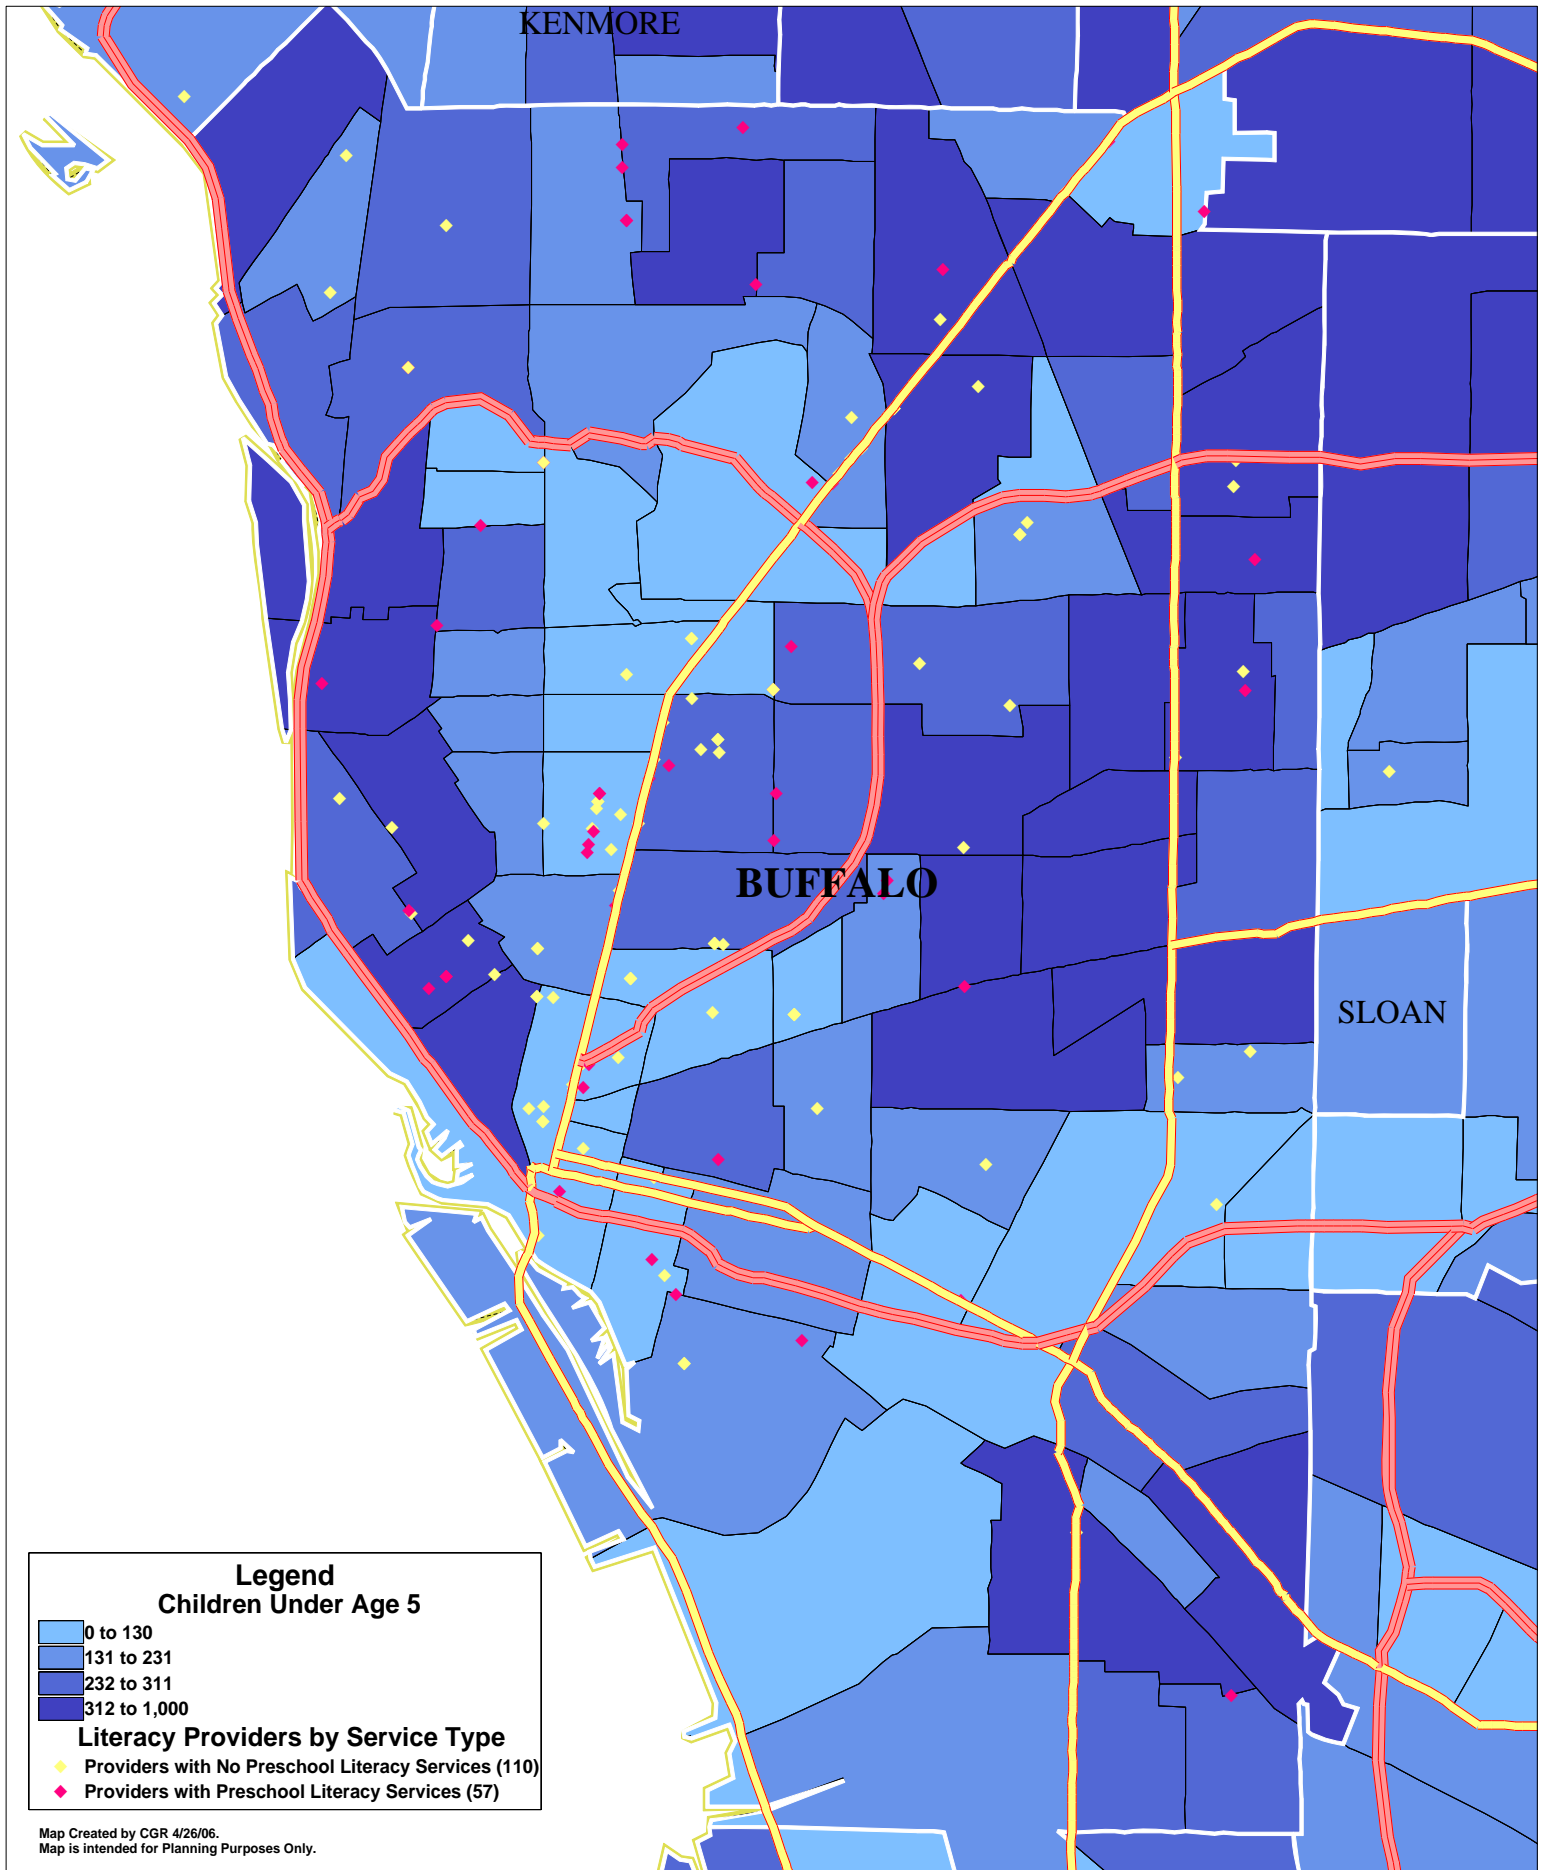 KENMORE
BUFFALO
SLOAN
Legend
Children Under Age 5
0 to 130
131 to 231
232 to 311
312 to 1,000
Literacy Providers by Service Type
Providers with No Preschool Literacy Services (110)
Providers with Preschool Literacy Services (57)
Map Created by CGR 4/26/06.
Map is intended for Planning Purposes Only.